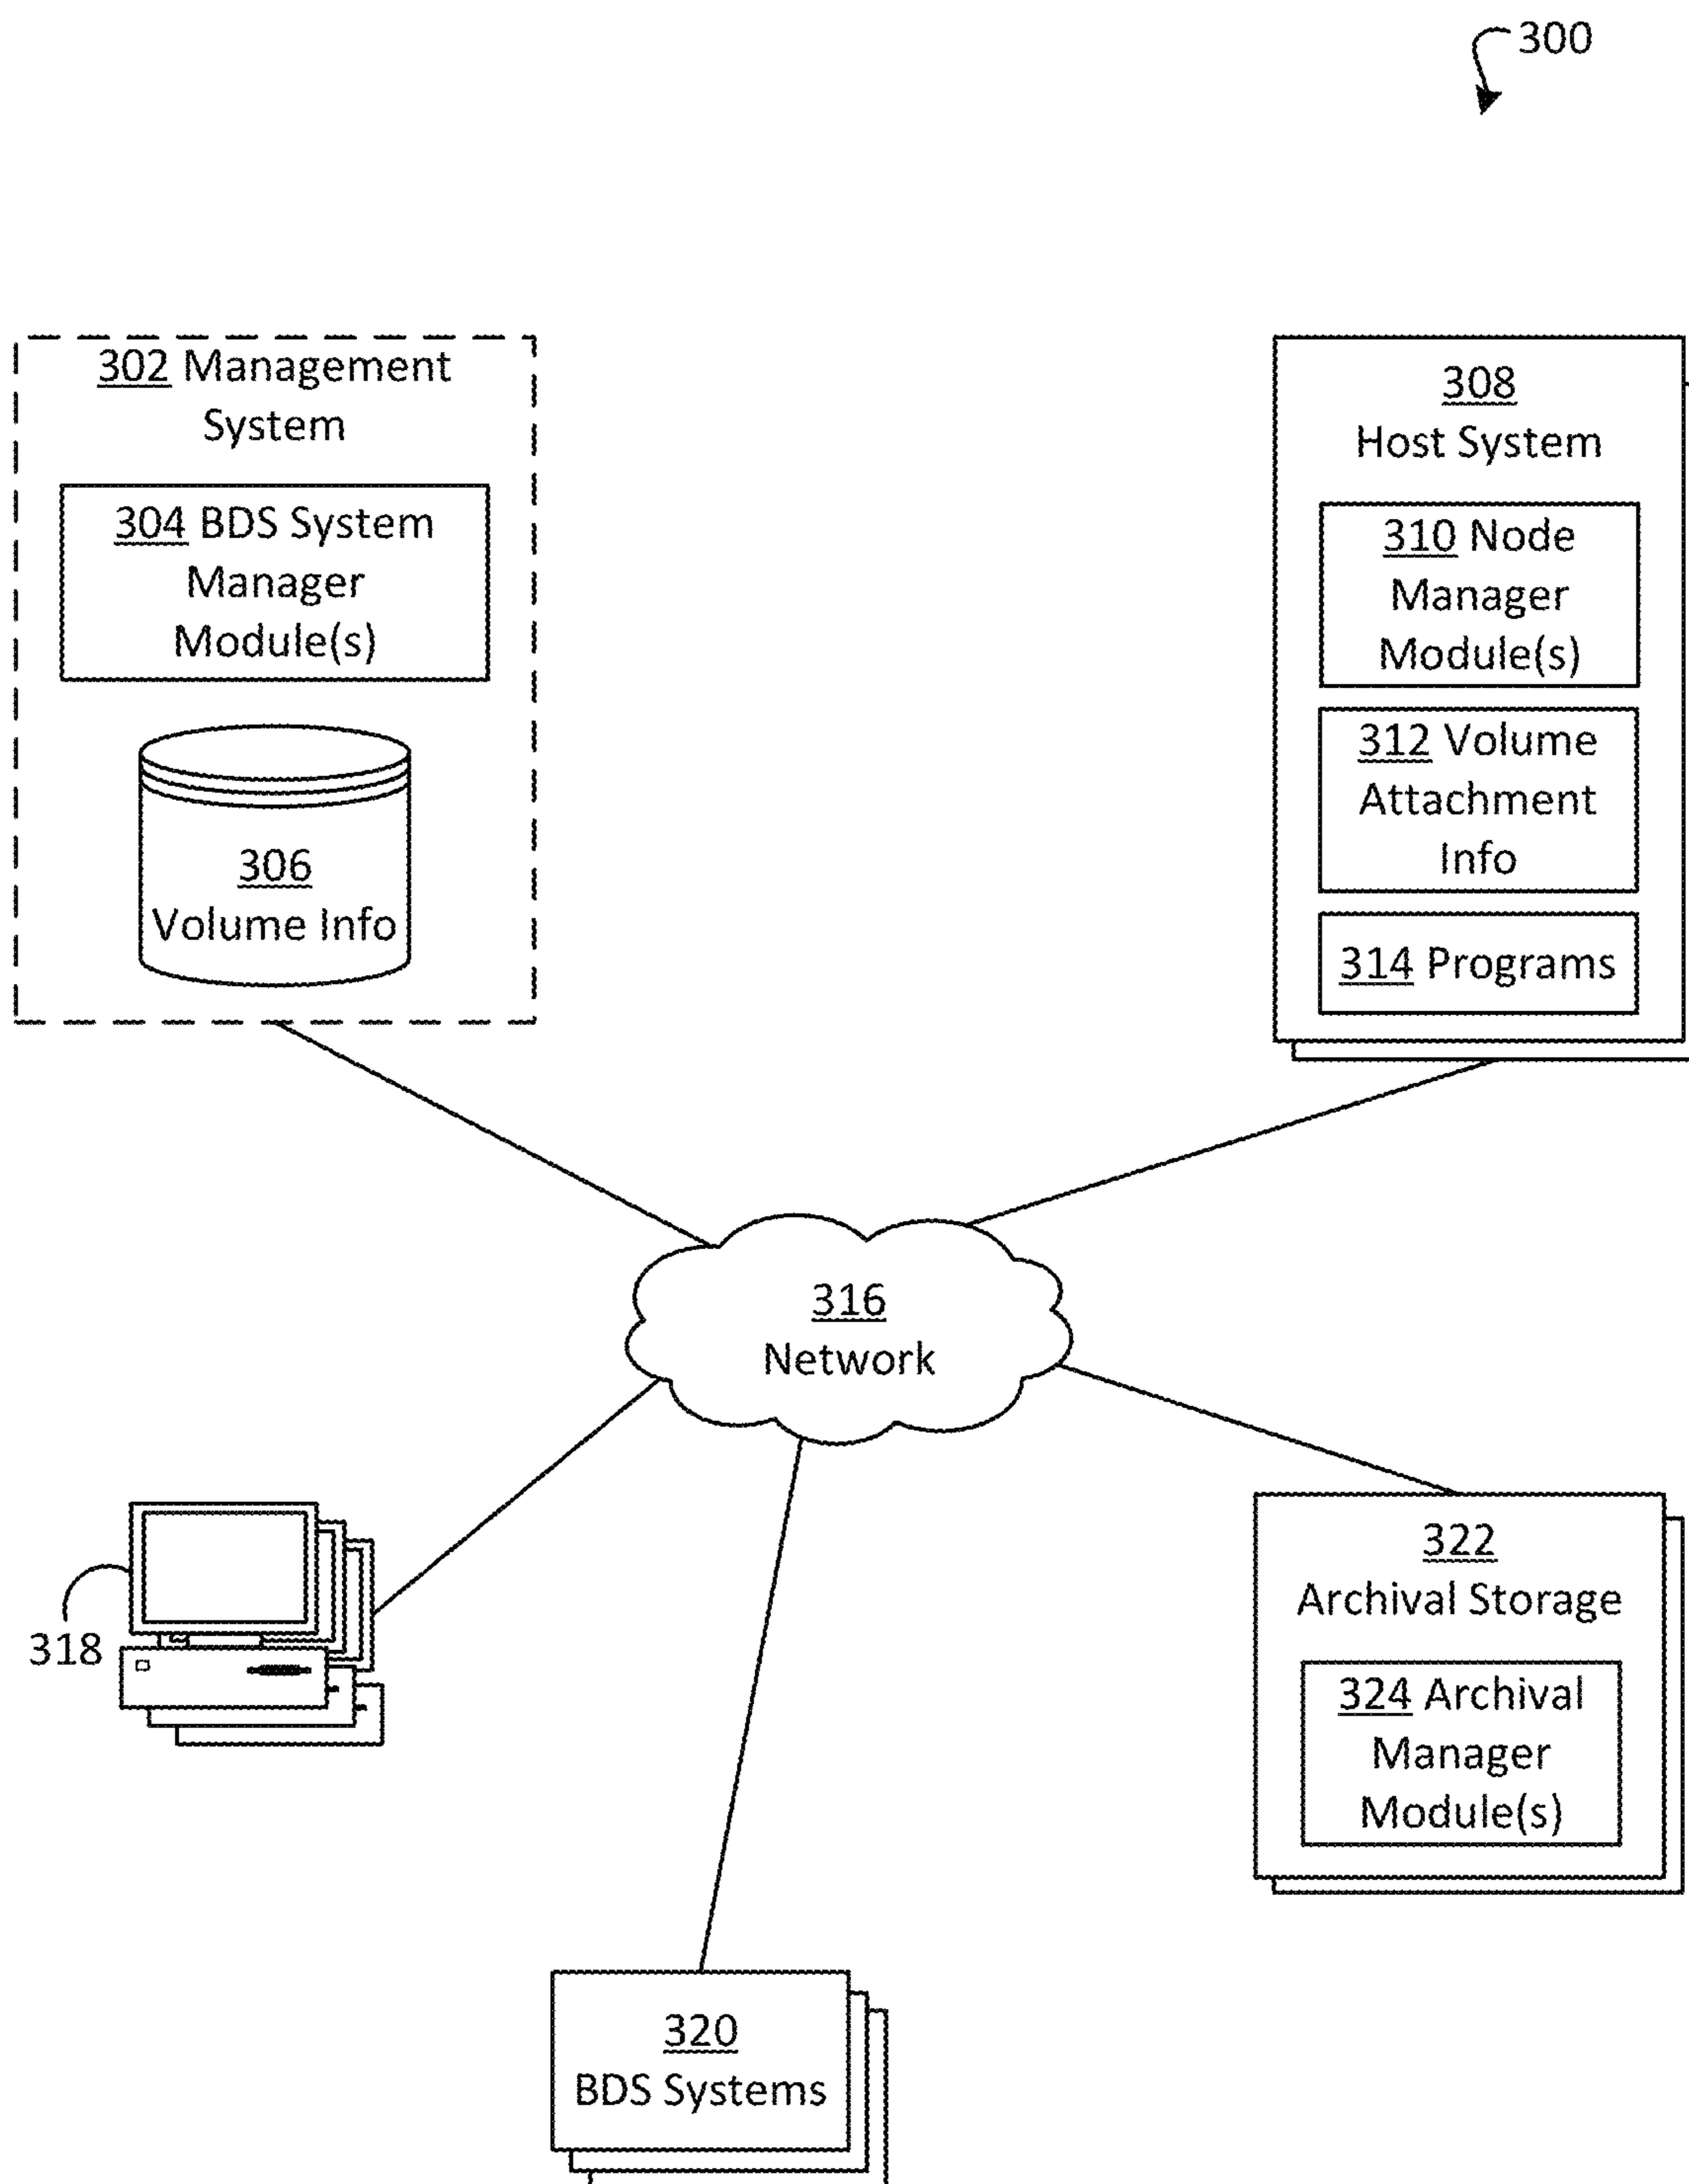 300
302 Management
System
304 BDS System
Manager
Module(s)
306
Volume Info
308
Host System
310 Node
Manager
Module(s)
312 Volume
Attachment
Info
314 Programs
316
Network
318
320
BDS Systems
322
Archival Storage
324 Archival
Manager
Module(s)